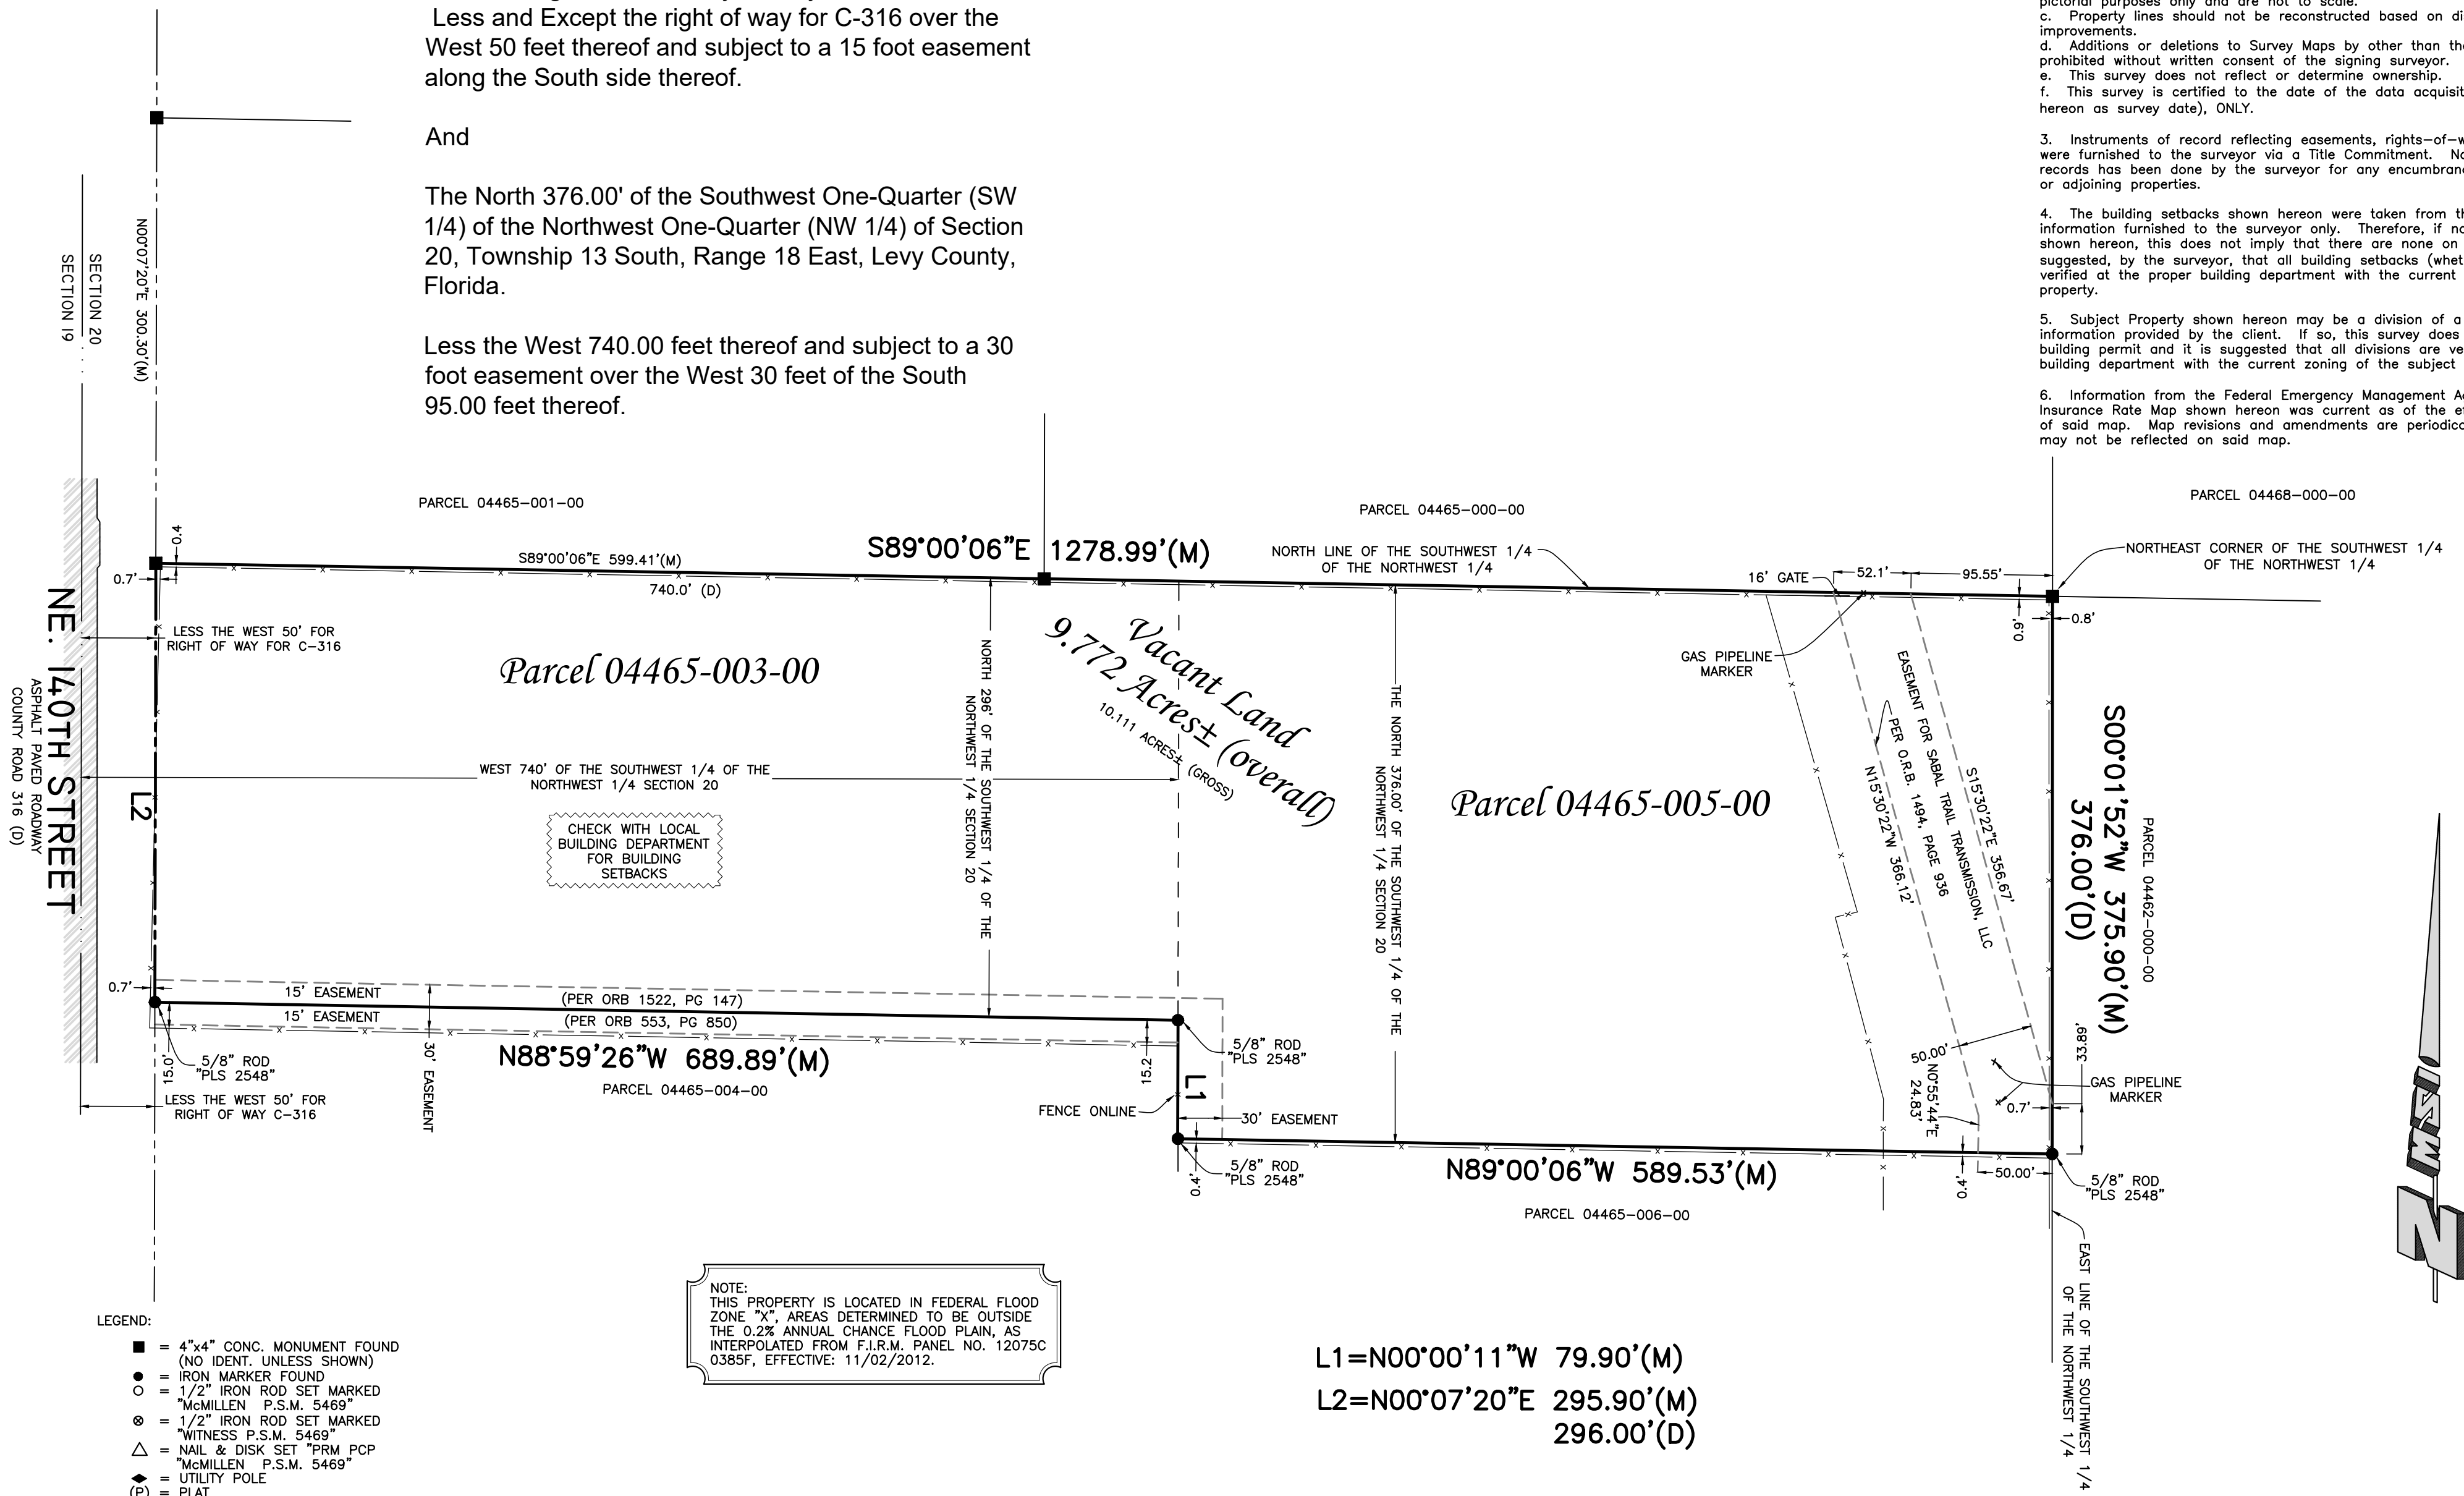 Less and Except the right of way for C-316 over the
West 50 feet thereof and subject to a 15 foot easement
along the South side thereof.
And
The North 376.00' of the Southwest One-Quarter (SW
1/4) of the Northwest One-Quarter (NW 1/4) of Section
20, Township 13 South, Range 18 East, Levy County,
Florida.
Less the West 740.00 feet thereof and subject to a 30
foot easement over the West 30 feet of the South
95.00 feet thereof.
pictorial purposes only and are not to scale.
c. Property lines should not be reconstructed based on di
improvements.
d. Additions or deletions to Survey Maps by other than th
prohibited without written consent of the signing surveyor.
e. This survey does not reflect or determine ownership.
f. This survey is certified to the date of the data acquisit
hereon as survey date), ONLY.
3. Instruments of record reflecting easements, rights-of-w
were furnished to the surveyor via a Title Commitment. No
records has been done by the surveyor for any encumbran
or adjoining properties.
4. The building setbacks shown hereon were taken from th
information furnished to the surveyor only. Therefore, if no
shown hereon, this does not imply that there are none on
suggested, by the surveyor, that all building setbacks (whet
verified at the proper building department with the current
property.
5. Subject Property shown hereon may be a division of a
information provided by the client. If so, this survey does
building permit and it is suggested that all divisions are ve
building department with the current zoning of the subject
6. Information from the Federal Emergency Management A
Insurance Rate Map shown hereon was current as of the e
of said map. Map revisions and amendments are periodica
may not be reflected on said map.
SECTION 20
SECTION 19
N00°07'20"E 300.30'(M)
PARCEL 04465-001-00
PARCEL 04465-000-00
PARCEL 04468-000-00
0.4
0.7'
S89°00'06"E 599.41'(M)
740.0' (D)
S89°00'06"E 1278.99'(M)
NORTH LINE OF THE SOUTHWEST 1/4
OF THE NORTHWEST 1/4
16' GATE
52.1'
95.55'
NORTHEAST CORNER OF THE SOUTHWEST 1/4
OF THE NORTHWEST 1/4
0.9'
0.8'
LESS THE WEST 50' FOR
RIGHT OF WAY FOR C-316
NE. 140TH STREET
ASPHALT PAVED ROADWAY
COUNTY ROAD 316 (D)
L2
Parcel 04465-003-00
WEST 740' OF THE SOUTHWEST 1/4 OF THE
NORTHWEST 1/4 SECTION 20
CHECK WITH LOCAL
BUILDING DEPARTMENT
FOR BUILDING
SETBACKS
NORTH 296' OF THE SOUTHWEST 1/4 OF THE
NORTHWEST 1/4 SECTION 20
Vacant Land
9.772 Acres± (overall)
10.111 ACRES± (GROSS)
THE NORTH 376.00' OF THE SOUTHWEST 1/4 OF THE
NORTHWEST 1/4 SECTION 20
Parcel 04465-005-00
GAS PIPELINE
MARKER
EASEMENT FOR SABAL TRAIL TRANSMISSION, LLC
PER O.R.B. 1494, PAGE 936
N15°30'22"W 366.12'
S15°30'22"E 356.67'
S00°01'52"W 375.90'(M)
376.00'(D)
PARCEL 04462-000-00
0.7'
15' EASEMENT
(PER ORB 1522, PG 147)
15' EASEMENT
(PER ORB 553, PG 850)
15.0'
5/8" ROD
"PLS 2548"
LESS THE WEST 50' FOR
RIGHT OF WAY C-316
30' EASEMENT
N88°59'26"W 689.89'(M)
PARCEL 04465-004-00
15.2
5/8" ROD
"PLS 2548"
L1
FENCE ONLINE
30' EASEMENT
5/8" ROD
"PLS 2548"
0.4'
N89°00'06"W 589.53'(M)
PARCEL 04465-006-00
50.00'
N0°55'44"E
24.83'
33.89'
GAS PIPELINE
MARKER
0.7'
0.4'
50.00'
5/8" ROD
"PLS 2548"
EAST LINE OF THE SOUTHWEST 1/4
OF THE NORTHWEST 1/4
N
NOTE:
THIS PROPERTY IS LOCATED IN FEDERAL FLOOD
ZONE "X", AREAS DETERMINED TO BE OUTSIDE
THE 0.2% ANNUAL CHANCE FLOOD PLAIN, AS
INTERPOLATED FROM F.I.R.M. PANEL NO. 12075C
0385F, EFFECTIVE: 11/02/2012.
L1=N00°00'11"W 79.90'(M)
L2=N00°07'20"E 295.90'(M)
296.00'(D)
LEGEND:
= 4"x4" CONC. MONUMENT FOUND
(NO IDENT. UNLESS SHOWN)
= IRON MARKER FOUND
= 1/2" IRON ROD SET MARKED
"McMILLEN P.S.M. 5469"
= 1/2" IRON ROD SET MARKED
"WITNESS P.S.M. 5469"
= NAIL & DISK SET "PRM PCP
"McMILLEN P.S.M. 5469"
= UTILITY POLE
(P) = PLAT